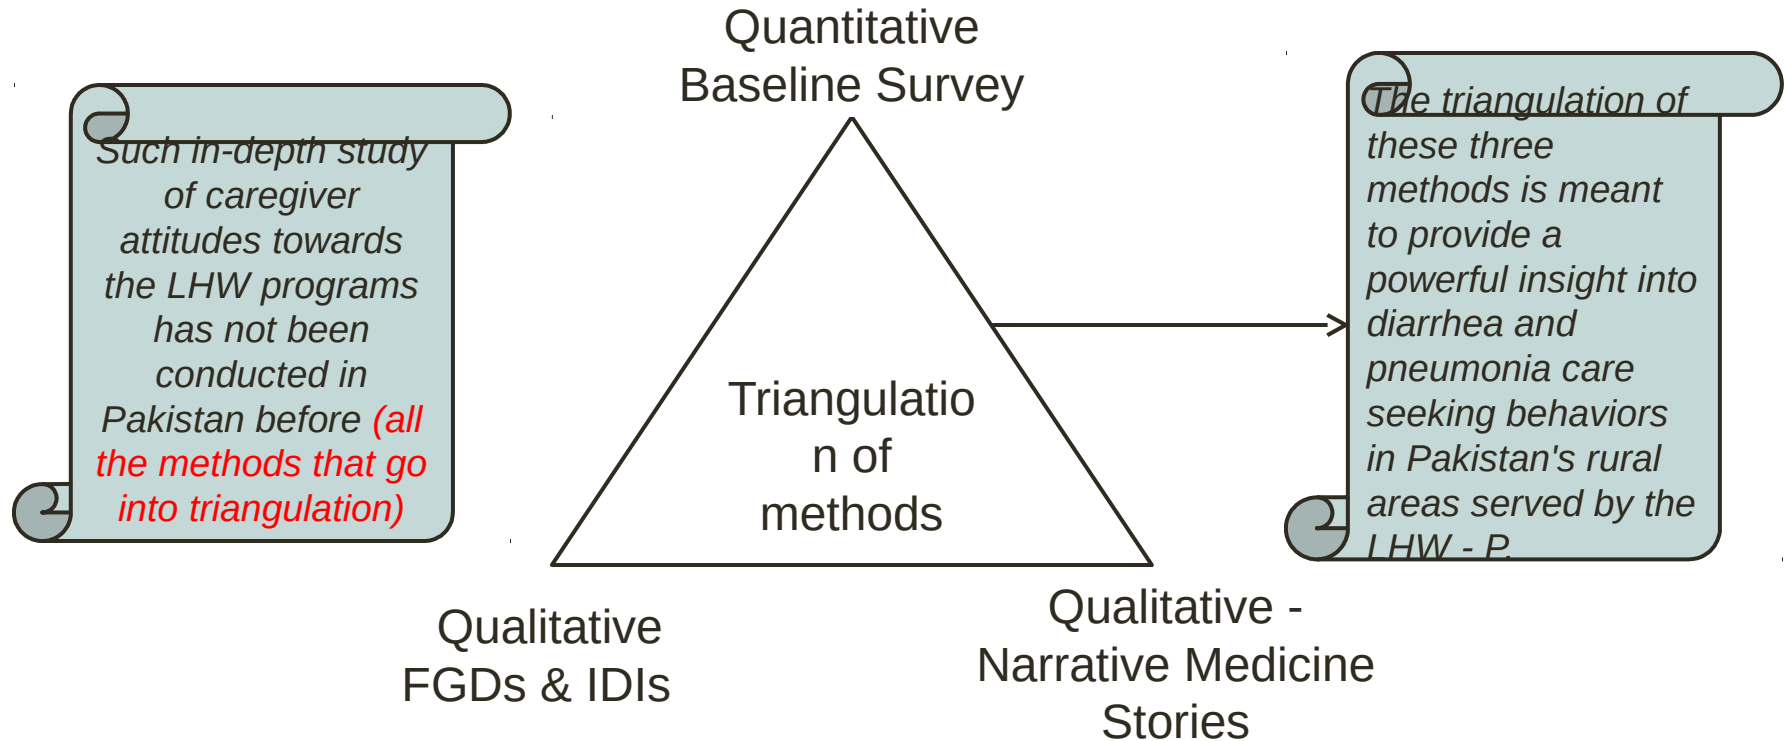 Quantitative
Baseline Survey
Such in-depth study
of caregiver
attitudes towards
the LHW programs
has not been
conducted in
Pakistan before (all
the methods that go
into triangulation)
Triangulatio
n of
methods
The triangulation of
these three
methods is meant
to provide a
powerful insight into
diarrhea and
pneumonia care
seeking behaviors
in Pakistan's rural
areas served by the
LHW - P.
Qualitative
FGDs & IDIs
Qualitative -
Narrative Medicine
Stories